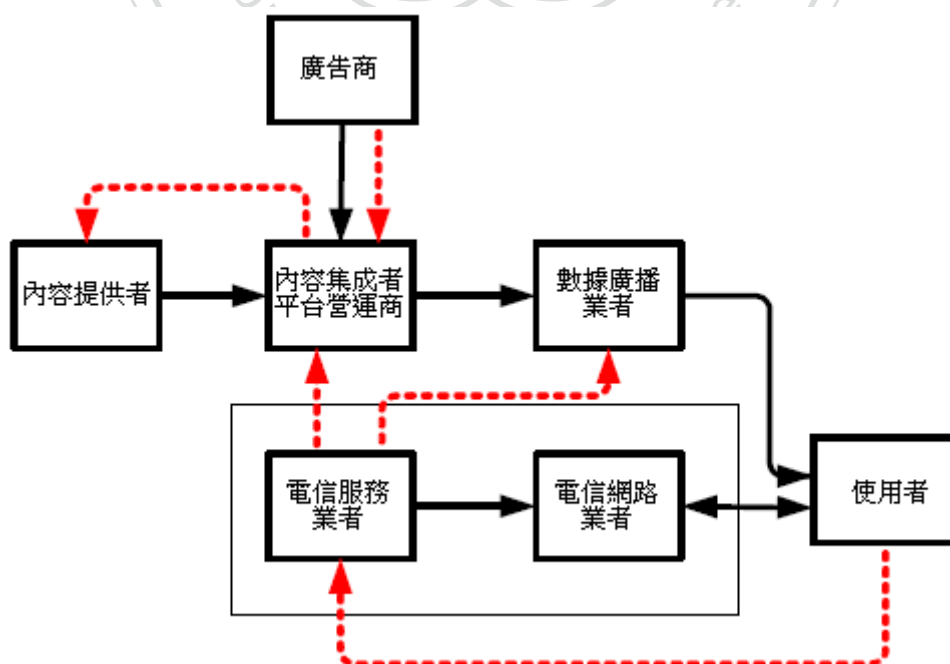 廣告商
內容提供者
內容集成者
平台營運商
數據廣播
業者
電信服務
業者
電信網路
業者
使用者